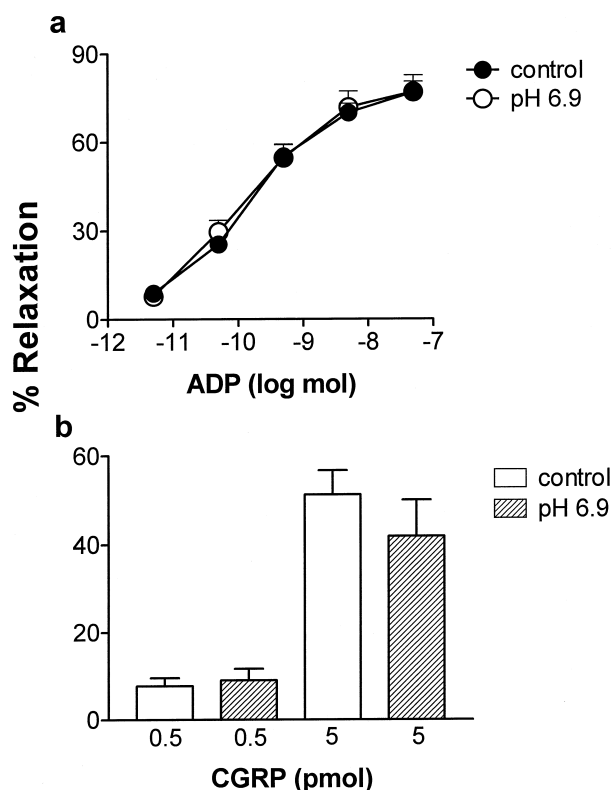 a
90
60
30
0
-12 -11 -10 -9 -8 -7
ADP (log mol)
control
pH 6.9
% Relaxation
b
60
40
20
0
0.5 0.5 5 5
CGRP (pmol)
control
pH 6.9